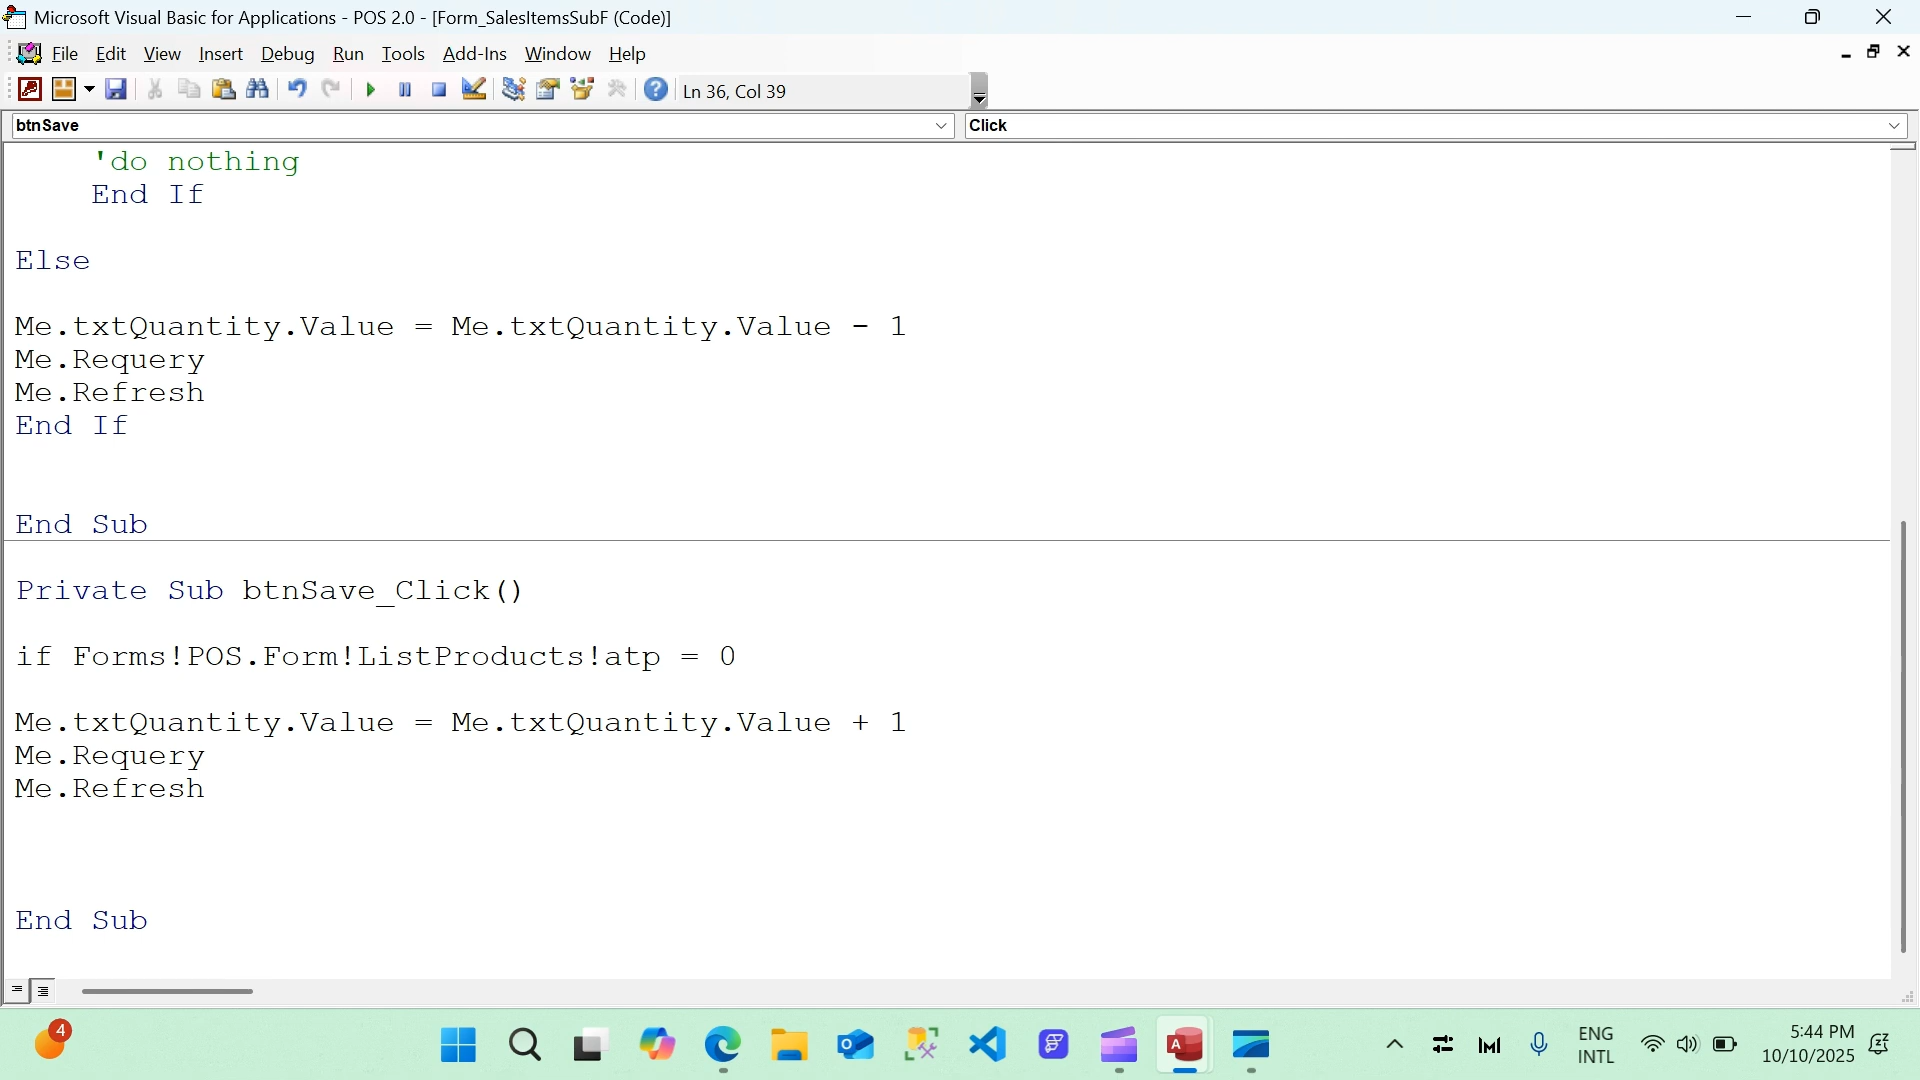 Microsoft Visual Basic for Applications - POS 2.0 - [Form_SalesItemsSubF (Code)]
File Edit View Insert Debug Run Tools Add-Ins Window Help
Ln 36, Col 39
btnSave Click
'do nothing
End If
Else
Me.txtQuantity.Value = Me.txtQuantity.Value - 1
Me.Requery
Me.Refresh
End If
End Sub
Private Sub btnSave_Click()
if Forms!POS.Form!ListProducts!atp = 0
Me.txtQuantity.Value = Me.txtQuantity.Value + 1
Me.Requery
Me.Refresh
End Sub
4
ENG
INTL
5:44 PM
10/10/2025